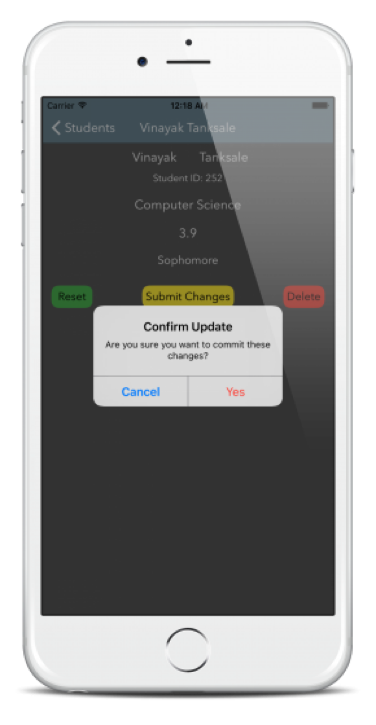 Carrier 12:18 AM
Students Vinayak Tanksale
Vinayak Tanksale
Student ID: 252
Computer Science
3.9
Sophomore
Reset Submit Changes Delete
Confirm Update
Are you sure you want to commit these
changes?
Cancel Yes